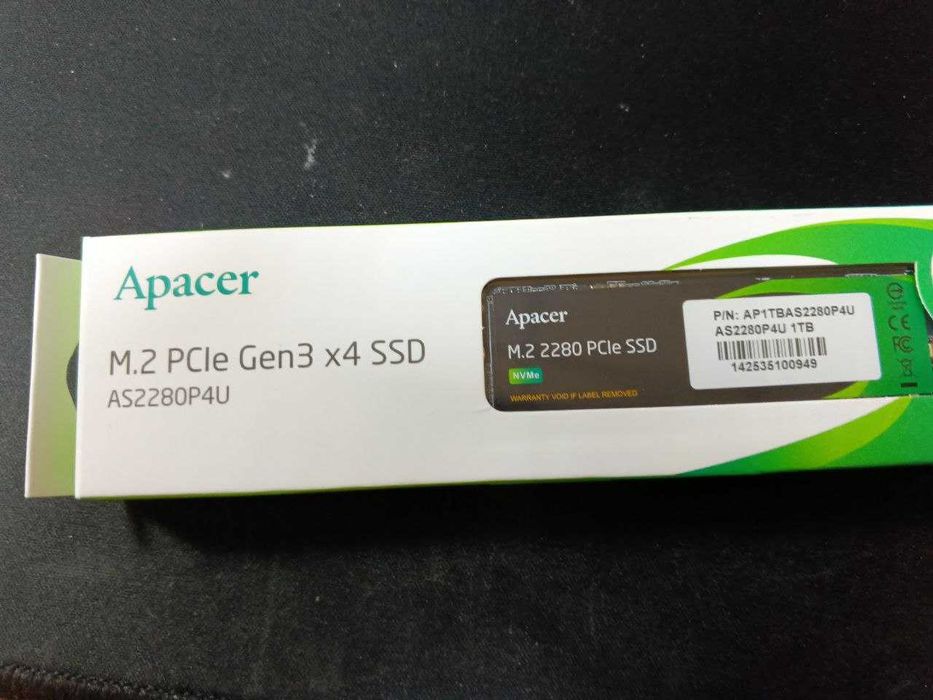 Apacer
M.2 PCIe Gen3 x4 SSD
AS2280P4U
Apacer
M.2 2280 PCIe SSD
NVMe
WARRANTY VOID IF LABEL REMOVED
P/N: AP1TBAS2280P4U
AS2280P4U 1TB
142535100949
CE
FC